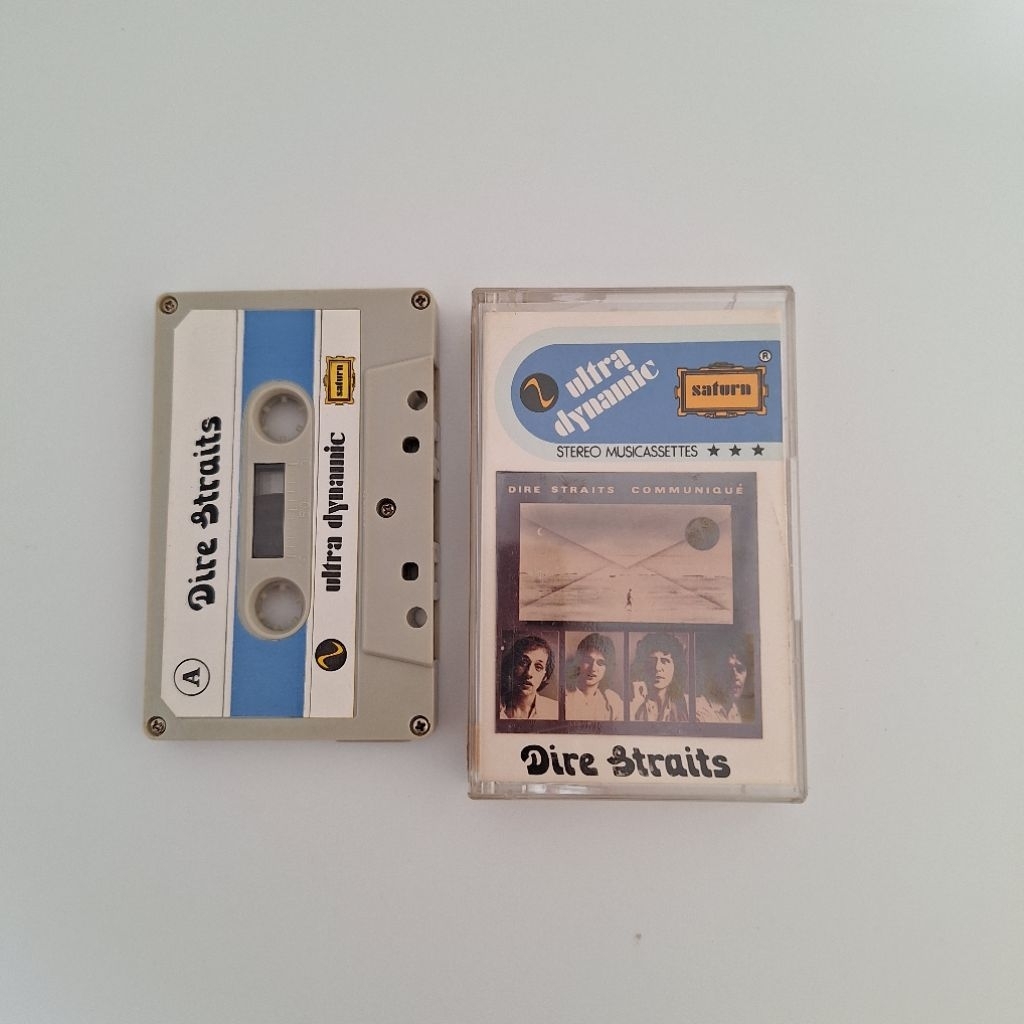 Dire Straits
A
saturn
ultra dynamic
ultra
dynamic
saturn
®
STEREO MUSICASSETTES ★ ★ ★
DIRE STRAITS COMMUNIQUÉ
Dire Straits